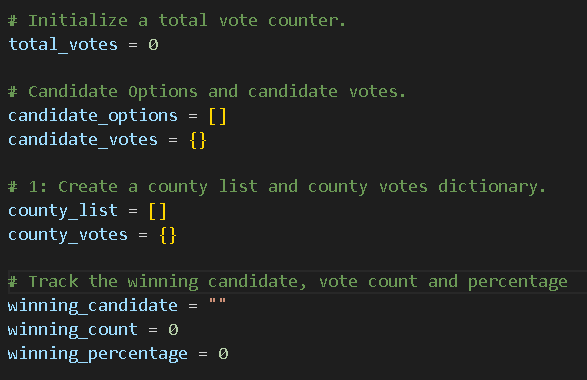 # Initialize a total vote counter.
total_votes = 0
# Candidate Options and candidate votes.
candidate_options = []
candidate_votes = {}
# 1: Create a county list and county votes dictionary.
county_list = []
county_votes = {}
# Track the winning candidate, vote count and percentage
winning_candidate = ""
winning_count = 0
winning_percentage = 0